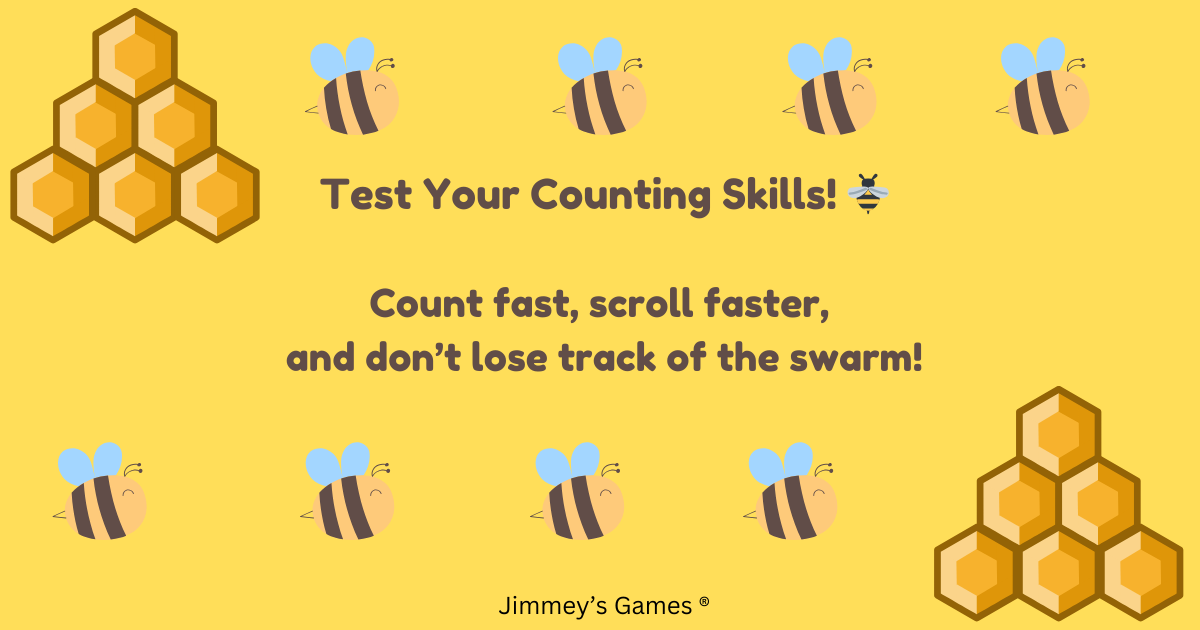 Test Your Counting Skills! 🐝
Count fast, scroll faster,
and don’t lose track of the swarm!
Jimmey’s Games ®